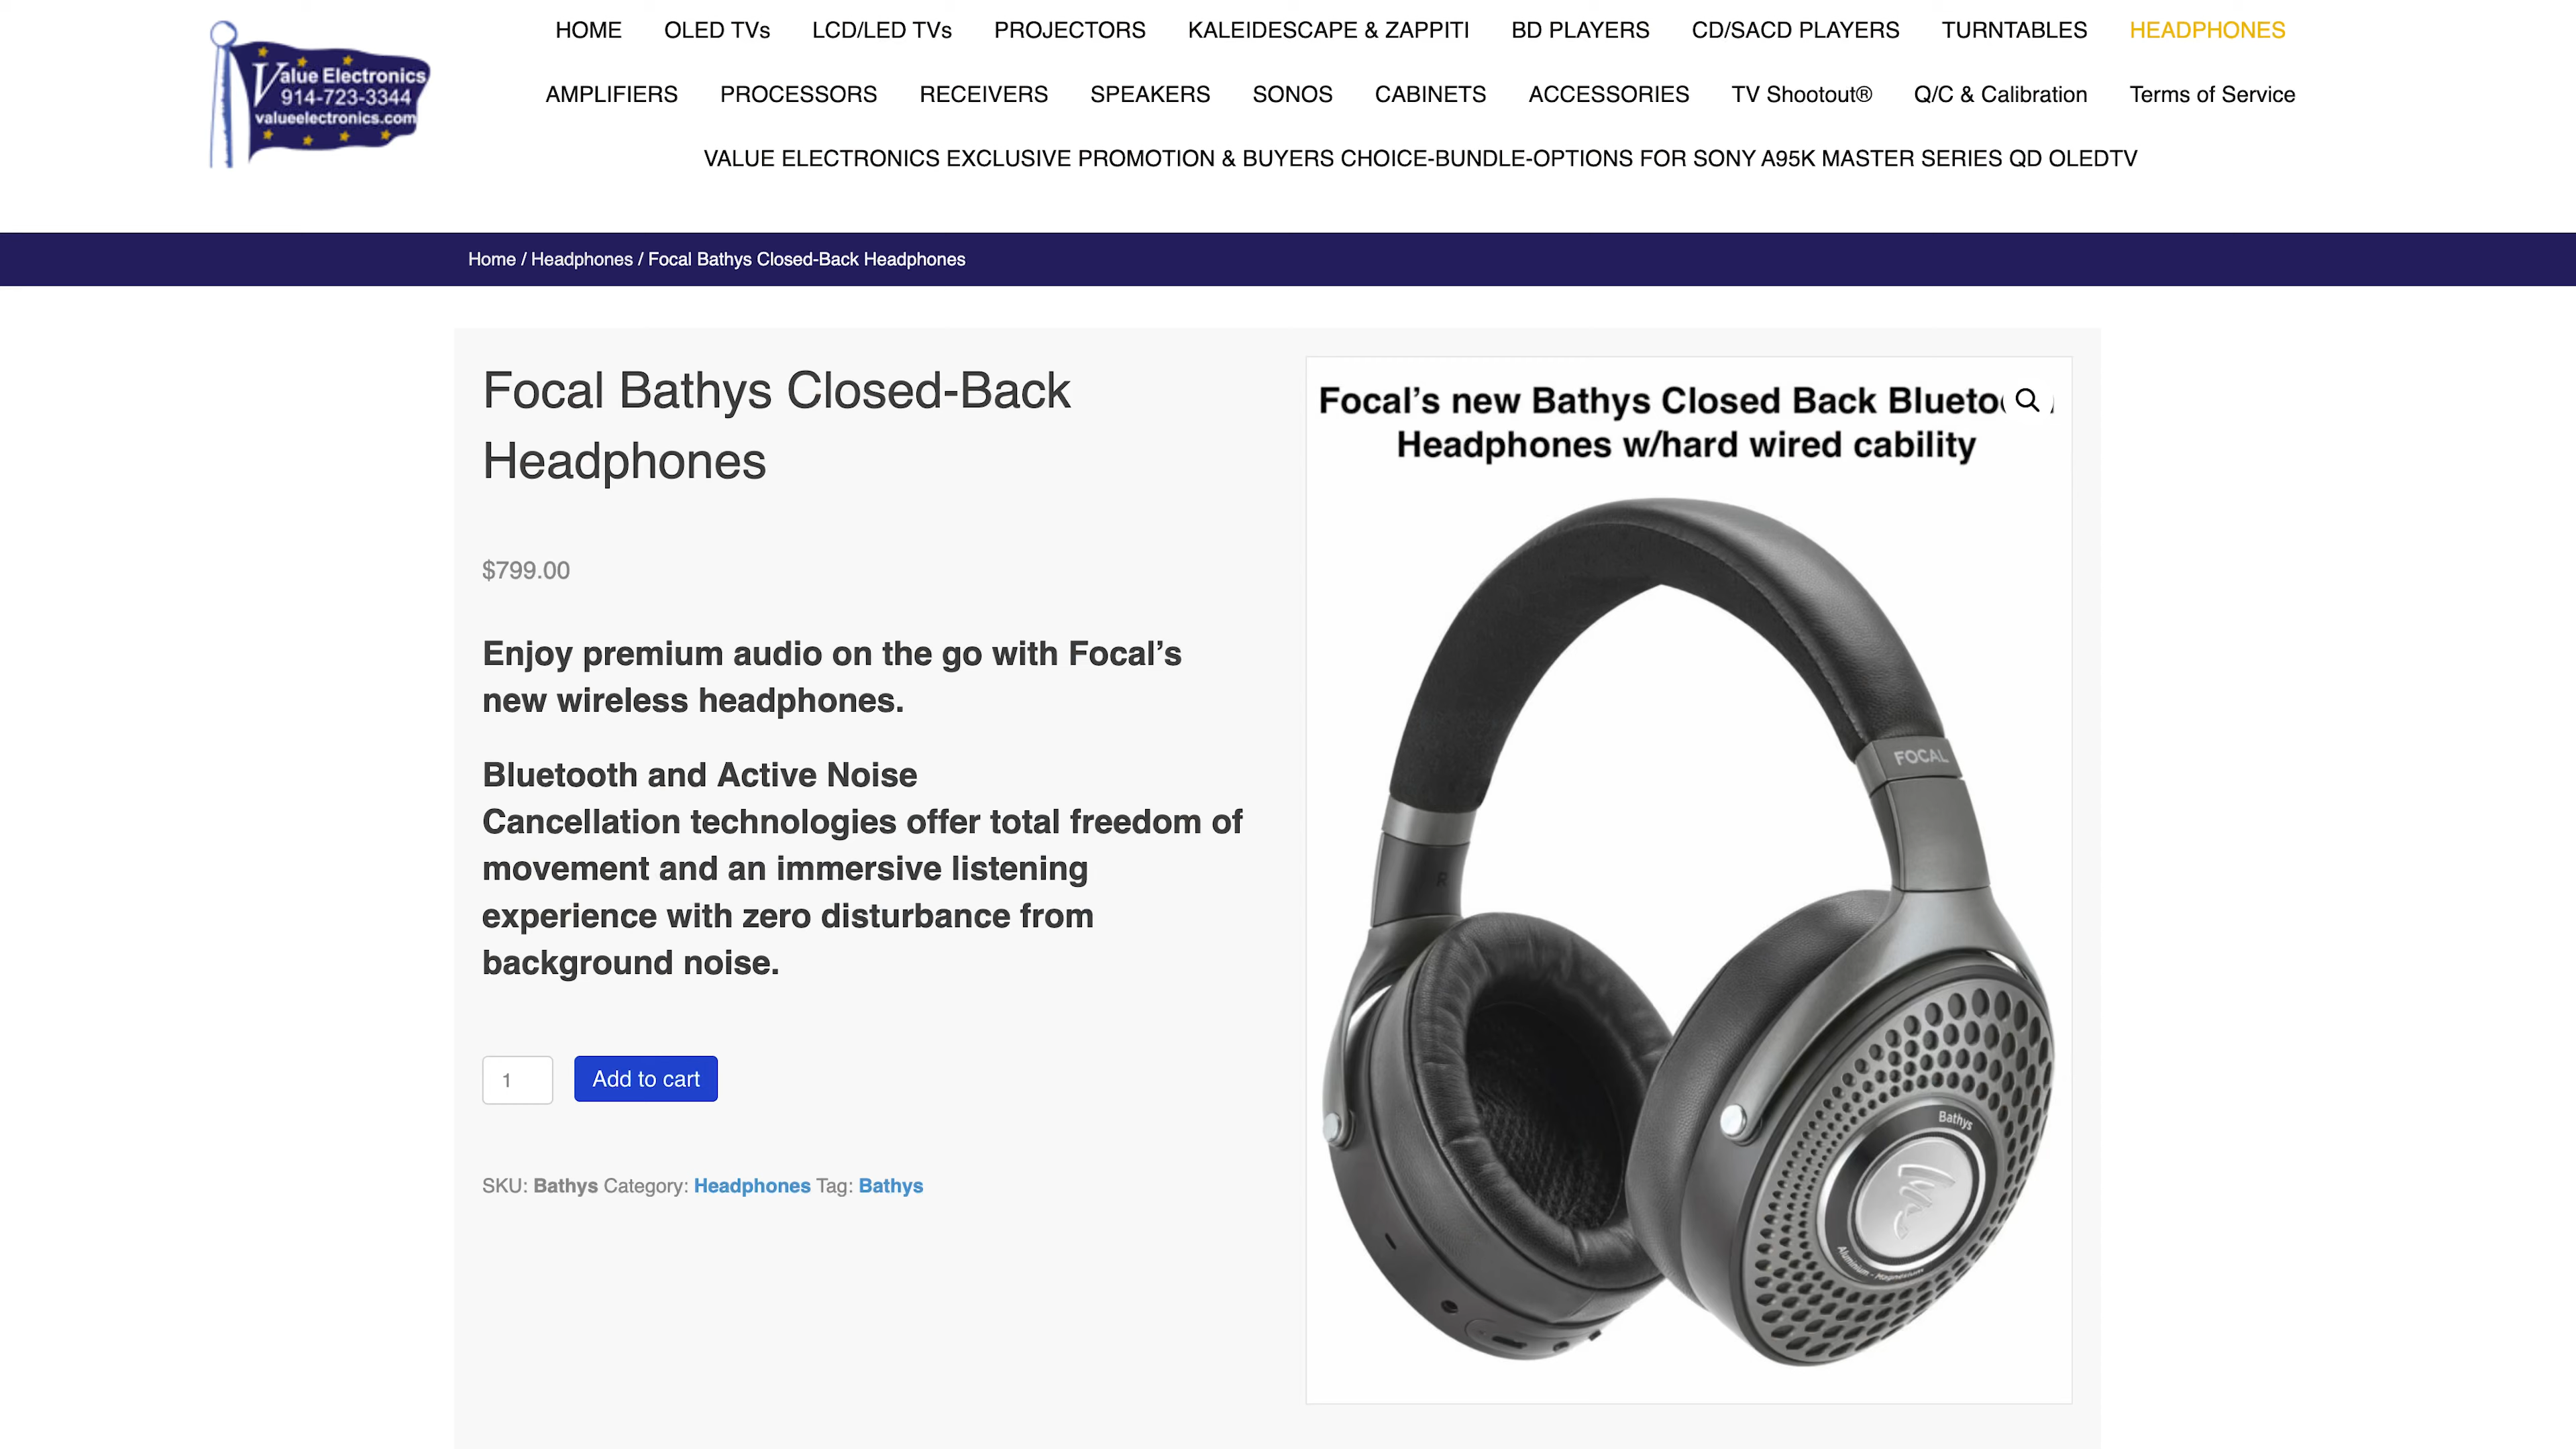 Value Electronics
914-723-3344
valueelectronics.com
HOME OLED TVs LCD/LED TVs PROJECTORS KALEIDESCAPE & ZAPPITI BD PLAYERS CD/SACD PLAYERS TURNTABLES HEADPHONES
AMPLIFIERS PROCESSORS RECEIVERS SPEAKERS SONOS CABINETS ACCESSORIES TV Shootout® Q/C & Calibration Terms of Service
VALUE ELECTRONICS EXCLUSIVE PROMOTION & BUYERS CHOICE-BUNDLE-OPTIONS FOR SONY A95K MASTER SERIES QD OLEDTV
Home / Headphones / Focal Bathys Closed-Back Headphones
Focal Bathys Closed-Back
Headphones
$799.00
Enjoy premium audio on the go with Focal’s
new wireless headphones.
Bluetooth and Active Noise
Cancellation technologies offer total freedom of
movement and an immersive listening
experience with zero disturbance from
background noise.
1 Add to cart
SKU: Bathys Category: Headphones Tag: Bathys
Focal’s new Bathys Closed Back
Headphones w/hard wired cability
FOCAL
R
Bathys
Aluminium - Magnesium